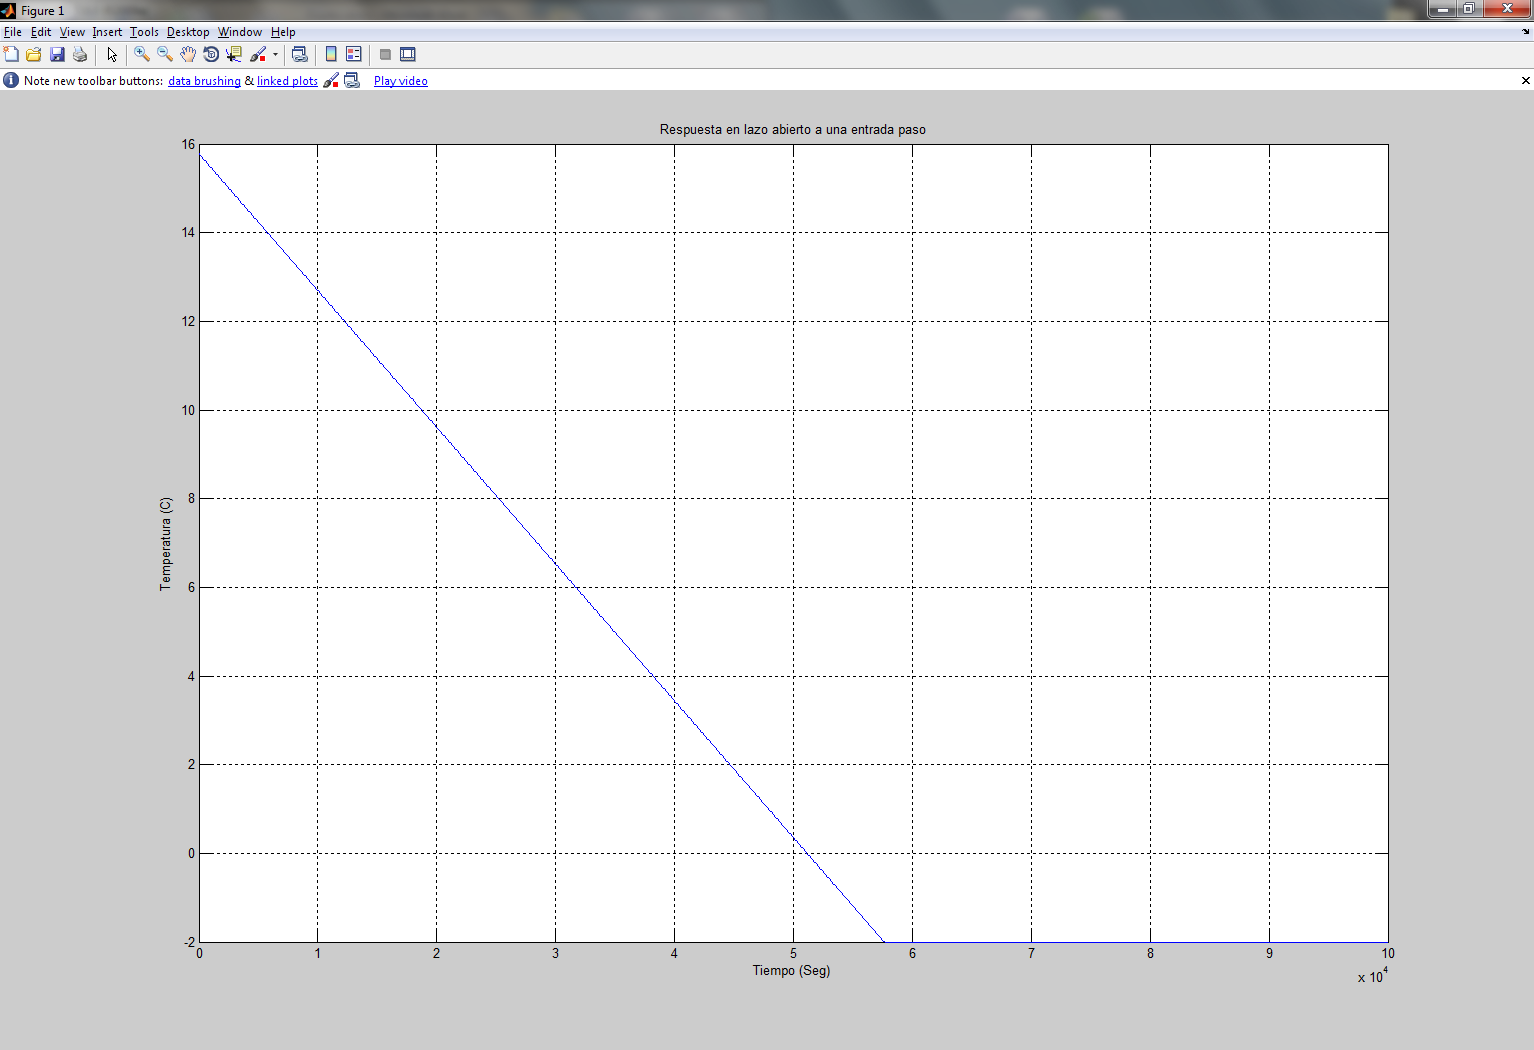 Figure 1
File Edit View Insert Tools Desktop Window Help
Note new toolbar buttons: data brushing & linked plots Play video
Respuesta en lazo abierto a una entrada paso
16
14
12
10
8
6
4
2
0
-2
Temperatura (C)
0 1 2 3 4 5 6 7 8 9 10
Tiempo (Seg)
x 10^4